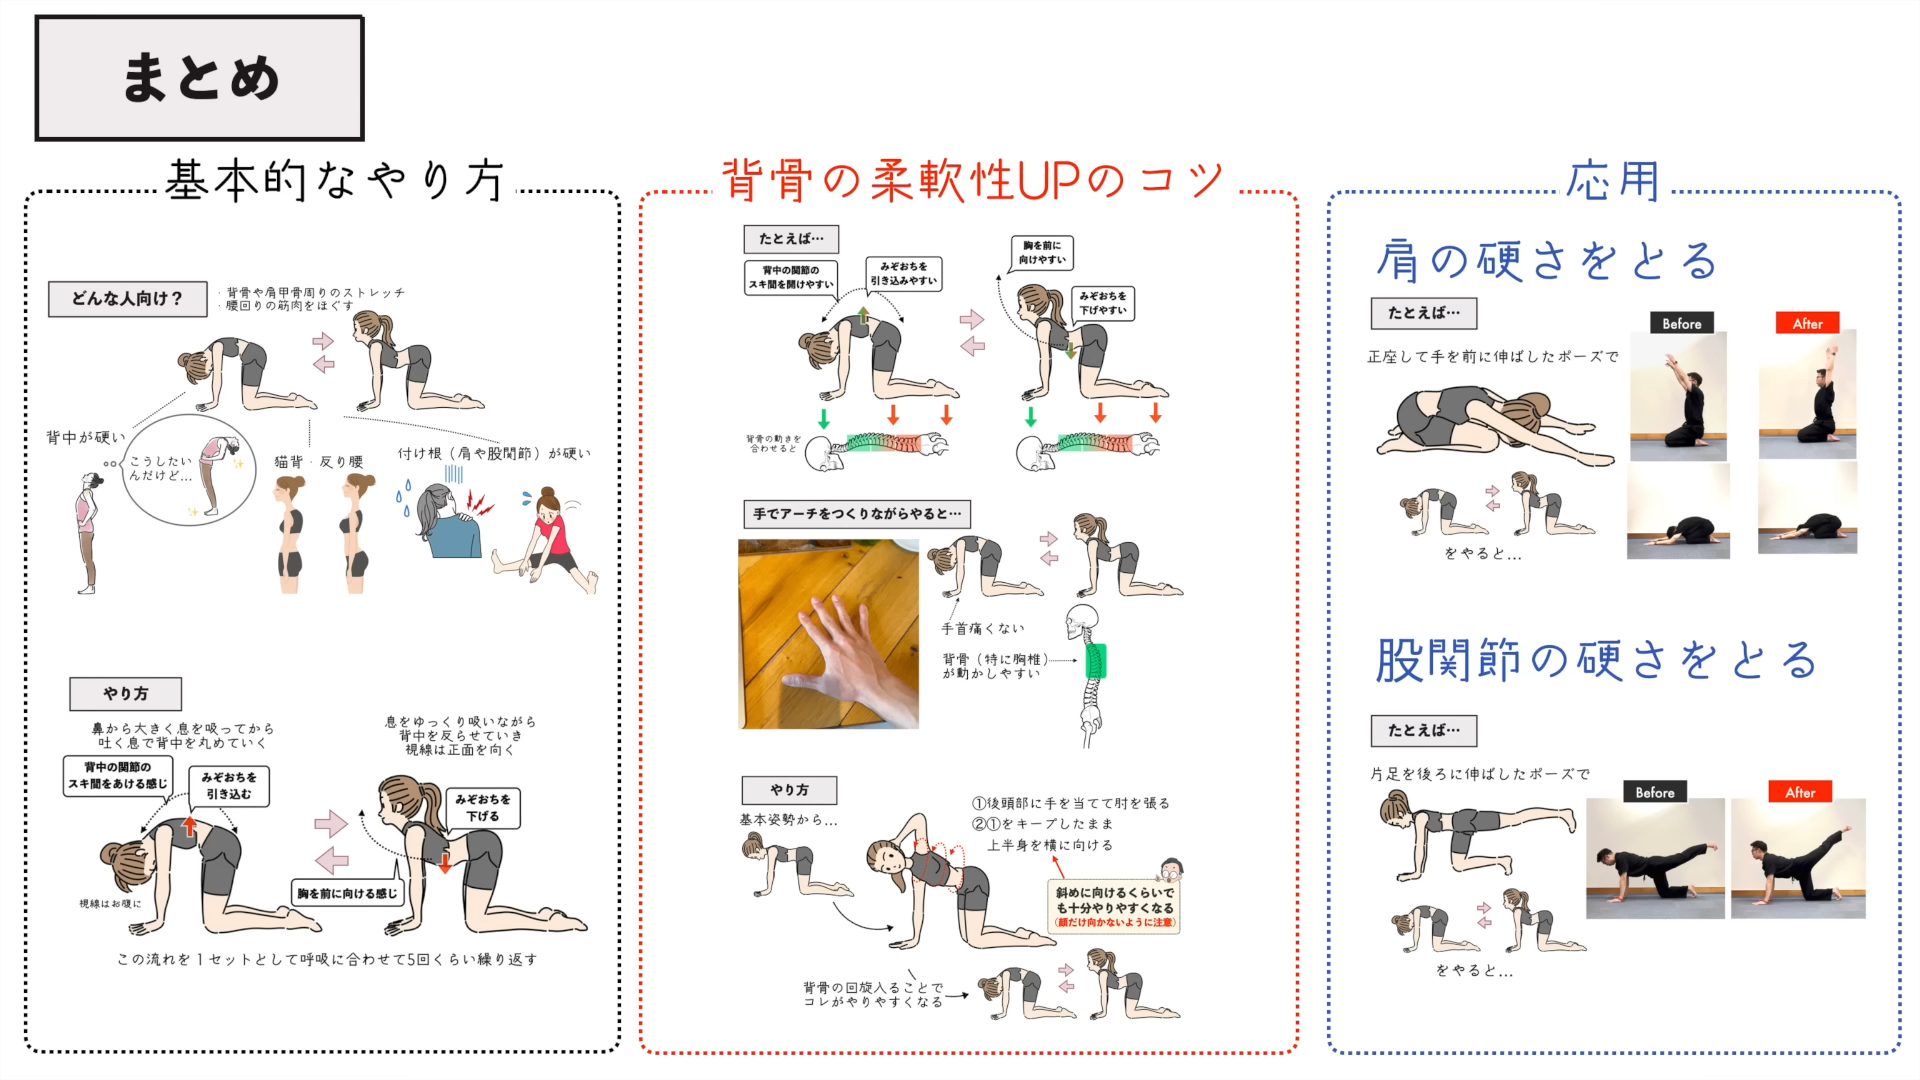 まとめ
基本的なやり方
どんな人向け？
・背骨や肩甲骨周りのストレッチ
・腰回りの筋肉をほぐす
背中が硬い
こうしたい
んだけど…
猫背・反り腰
付け根（肩や股関節）が硬い
やり方
鼻から大きく息を吸ってから
吐く息で背中を丸めていく
背中の関節の
スキ間をあける感じ
みぞおちを
引き込む
視線はお腹に
息をゆっくり吸いながら
背中を反らせていき
視線は正面を向く
みぞおちを
下げる
胸を前に向ける感じ
この流れを1セットとして呼吸に合わせて5回くらい繰り返す
背骨の柔軟性UPのコツ
たとえば…
背中の関節の
スキ間を開けやすい
みぞおちを
引き込みやすい
胸を前に
向けやすい
みぞおちを
下げやすい
背骨の動きを
合わせると
手でアーチをつくりながらやると…
手首痛くない
背骨（特に胸椎）
が動かしやすい
やり方
基本姿勢から…
①後頭部に手を当てて肘を張る
②①をキープしたまま
上半身を横に向ける
斜めに向けるくらいで
も十分やりやすくなる
（顔だけ向かないように注意）
背骨の回旋入ることで
コレがやりやすくなる
応用
肩の硬さをとる
たとえば…
正座して手を前に伸ばしたポーズで
Before
After
をやると…
股関節の硬さをとる
たとえば…
片足を後ろに伸ばしたポーズで
Before
After
をやると…